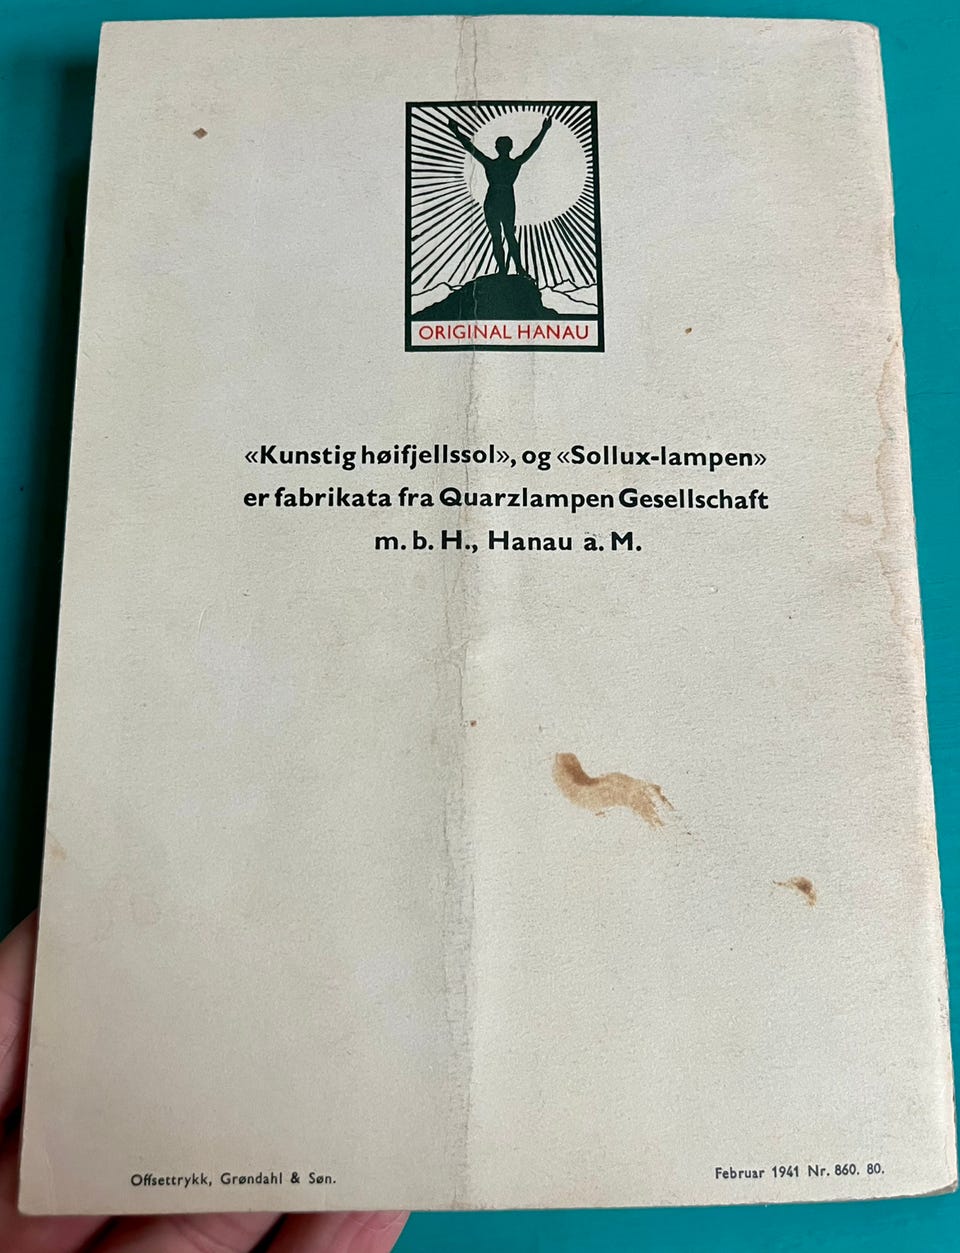 ORIGINAL HANAU
«Kunstig høifjellssol», og «Sollux-lampen»
er fabrikata fra Quarzlampen Gesellschaft
m. b. H., Hanau a. M.
Offsettrykk, Grøndahl & Søn.
Februar 1941 Nr. 860. 80.